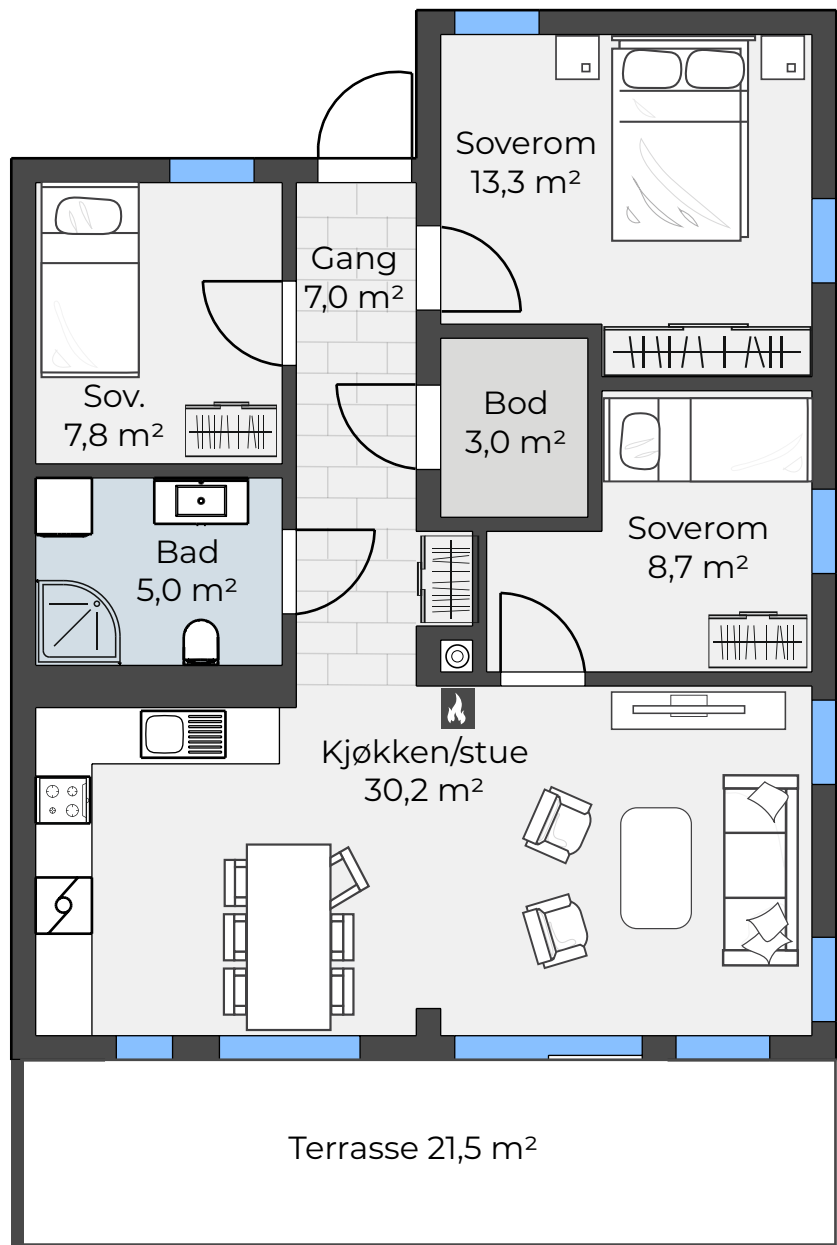 Soverom
13,3 m²
Gang
7,0 m²
Sov.
7,8 m²
Bod
3,0 m²
Soverom
8,7 m²
Bad
5,0 m²
Kjøkken/stue
30,2 m²
Terrasse 21,5 m²